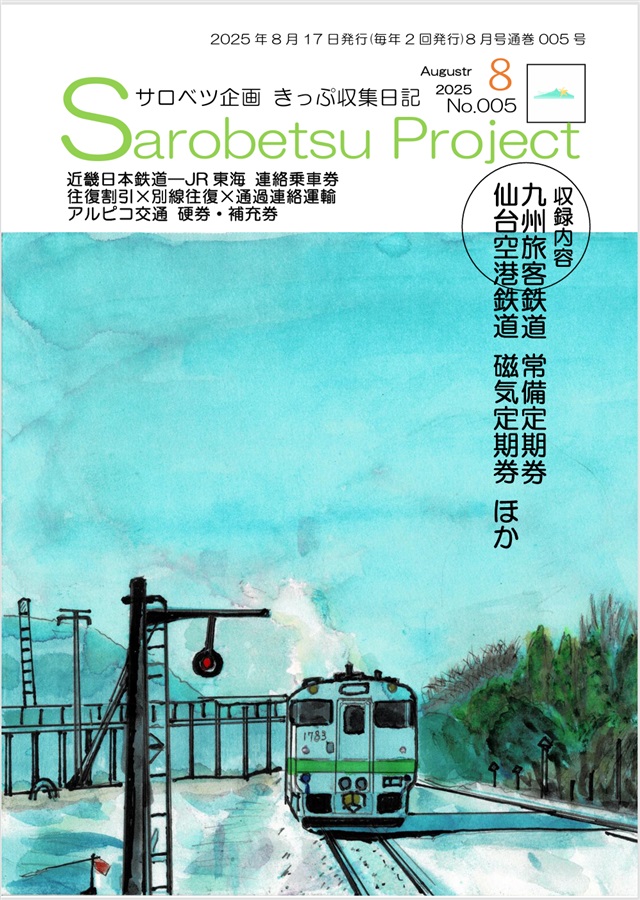 2025年8月17日発行(毎年2回発行)8月号通巻005号
Augustr
8
2025
No.005
サロベツ企画 きっぷ収集日記
Sarobetsu Project
近畿日本鉄道―JR東海 連絡乗車券
往復割引×別線往復×通過連絡運輸
アルピコ交通 硬券・補充券
収録内容
九州旅客鉄道 常備定期券
仙台空港鉄道 磁気定期券 ほか
1783